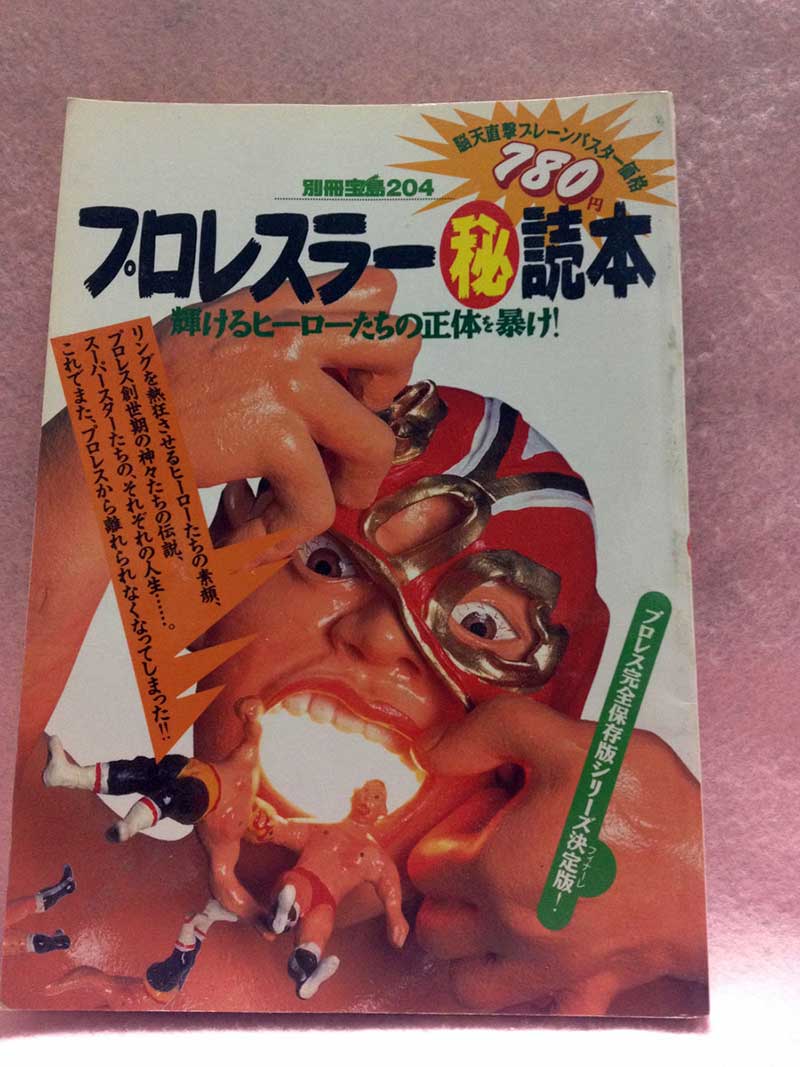 脳天直撃ブレーンバスター価格
780円
別冊宝島204
プロレスラー㊙読本
輝けるヒーローたちの正体を暴け!
リングを熱狂させるヒーローたちの素顔、
プロレス創世期の神々たちの伝説、
スーパースターたちの、それぞれの人生……。
これでまた、プロレスから離れられなくなってしまった!!
プロレス完全保存版シリーズ決定版!
フィナーレ